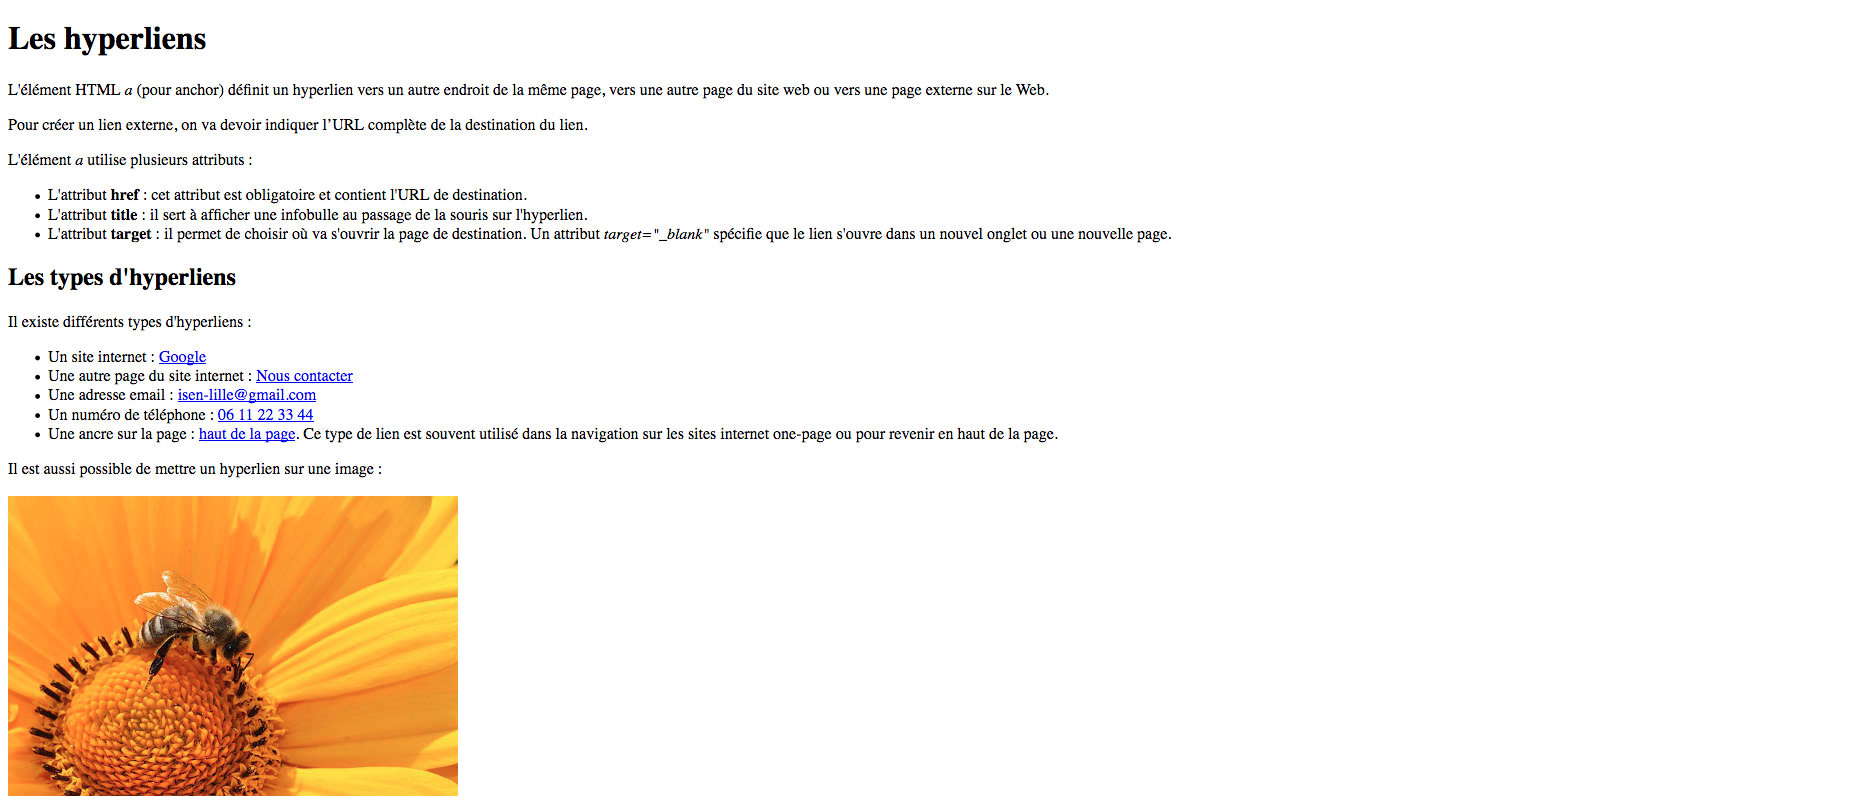 Les hyperliens
L'élément HTML a (pour anchor) définit un hyperlien vers un autre endroit de la même page, vers une autre page du site web ou vers une page externe sur le Web.
Pour créer un lien externe, on va devoir indiquer l’URL complète de la destination du lien.
L'élément a utilise plusieurs attributs :
• L'attribut href : cet attribut est obligatoire et contient l'URL de destination.
• L'attribut title : il sert à afficher une infobulle au passage de la souris sur l'hyperlien.
• L'attribut target : il permet de choisir où va s'ouvrir la page de destination. Un attribut target="_blank" spécifie que le lien s'ouvre dans un nouvel onglet ou une nouvelle page.
Les types d'hyperliens
Il existe différents types d'hyperliens :
• Un site internet : Google
• Une autre page du site internet : Nous contacter
• Une adresse email : isen-lille@gmail.com
• Un numéro de téléphone : 06 11 22 33 44
• Une ancre sur la page : haut de la page. Ce type de lien est souvent utilisé dans la navigation sur les sites internet one-page ou pour revenir en haut de la page.
Il est aussi possible de mettre un hyperlien sur une image :